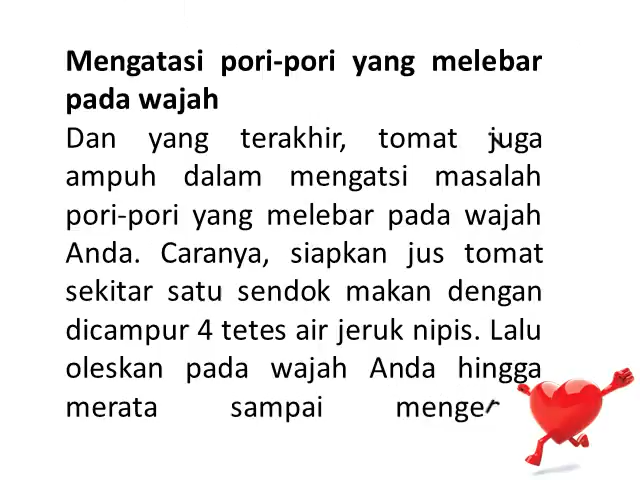 Mengatasi pori-pori yang melebar
pada wajah
Dan yang terakhir, tomat juga
ampuh dalam mengatsi masalah
pori-pori yang melebar pada wajah
Anda. Caranya, siapkan jus tomat
sekitar satu sendok makan dengan
dicampur 4 tetes air jeruk nipis. Lalu
oleskan pada wajah Anda hingga
merata sampai